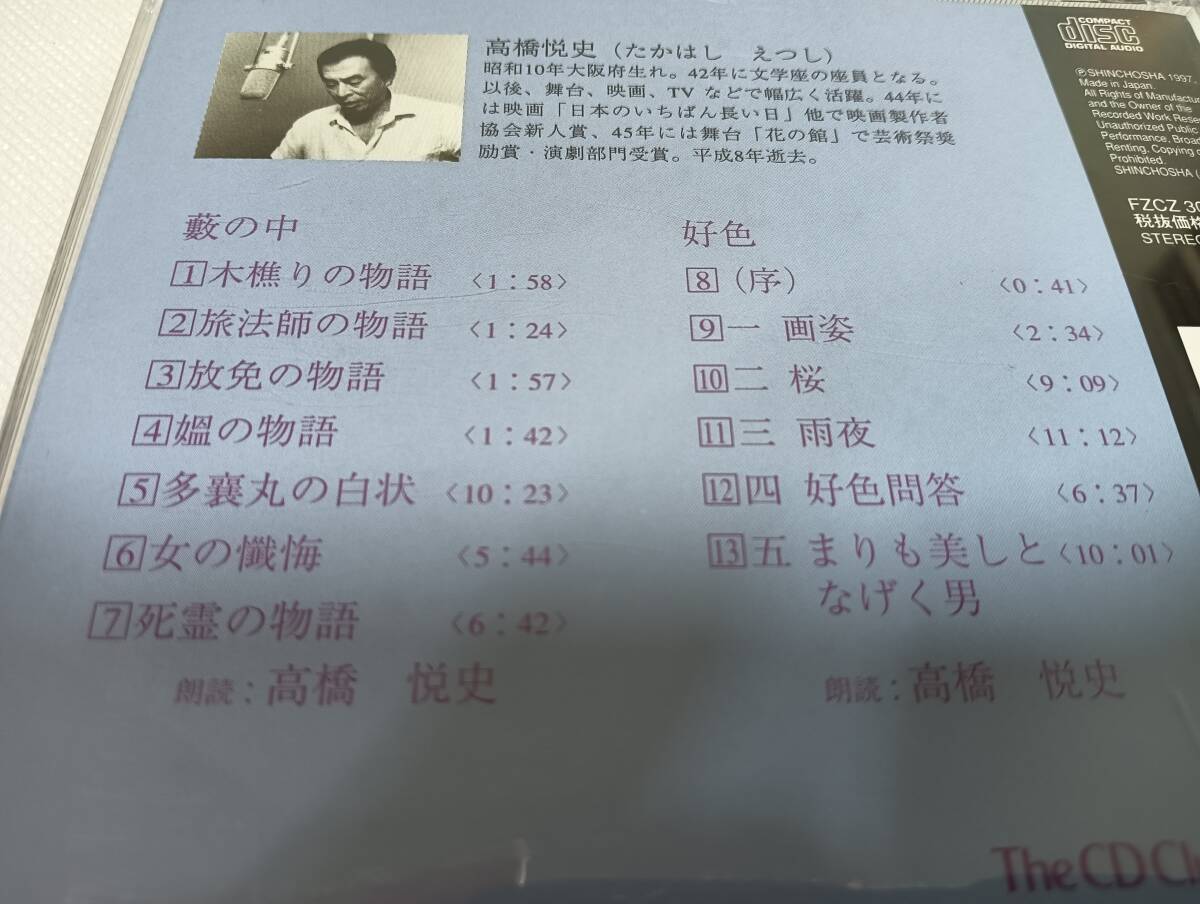 高橋悦史（たかはし　えつし）
昭和10年大阪府生れ。42年に文学座の座員となる。
以後、舞台、映画、TVなどで幅広く活躍。44年に
は映画「日本のいちばん長い日」他で映画製作者
協会新人賞、45年には舞台「花の館」で芸術祭奨
励賞・演劇部門受賞。平成8年逝去。
藪の中
1 木樵りの物語 〈1：58〉
2 旅法師の物語 〈1：24〉
3 放免の物語 〈1：57〉
4 媼の物語 〈1：42〉
5 多襄丸の白状 〈10：23〉
6 女の懺悔 〈5：44〉
7 死霊の物語 〈6：42〉
朗読：高橋　悦史
好色
8（序） 〈0：41〉
9 一 画姿 〈2：34〉
10 二 桜 〈9：09〉
11 三 雨夜 〈11：12〉
12 四 好色問答 〈6：37〉
13 五 まりも美しと 〈10：01〉
なげく男
朗読：高橋　悦史
COMPACT
disc
DIGITAL AUDIO
ⓅSHINCHOSHA 1997.
Made in Japan.
All Rights of
and the Owner of the
Recorded Work
Unauthorized
Performance,
Renting, Copying
Prohibited.
SHINCHOSHA
FZCZ
税抜価格
STEREO
The CD